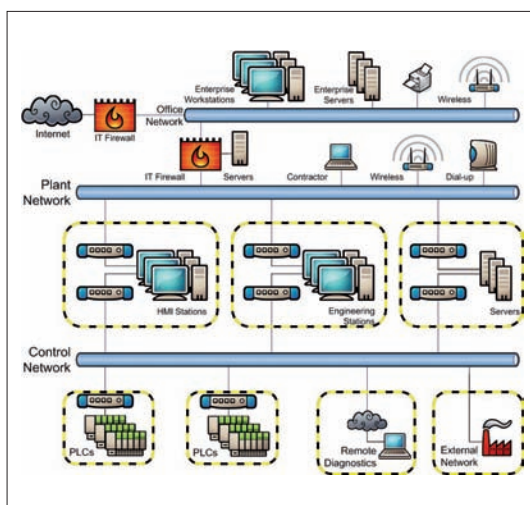 Enterprise
Workstations
Enterprise
Servers
Wireless
Internet
IT Firewall
Office
Network
IT Firewall
Servers
Contractor
Wireless
Dial-up
Plant
Network
HMI Stations
Engineering
Stations
Servers
Control
Network
PLCs
PLCs
Remote
Diagnostics
External
Network